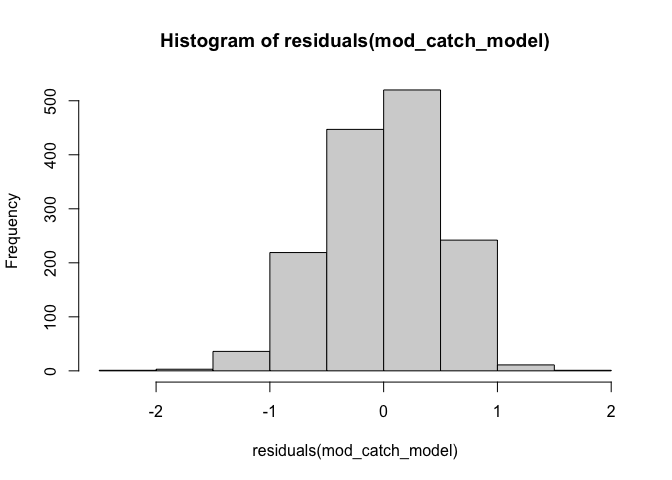 Histogram of residuals(mod_catch_model)
Frequency
500
400
300
200
100
0
-2 -1 0 1 2
residuals(mod_catch_model)